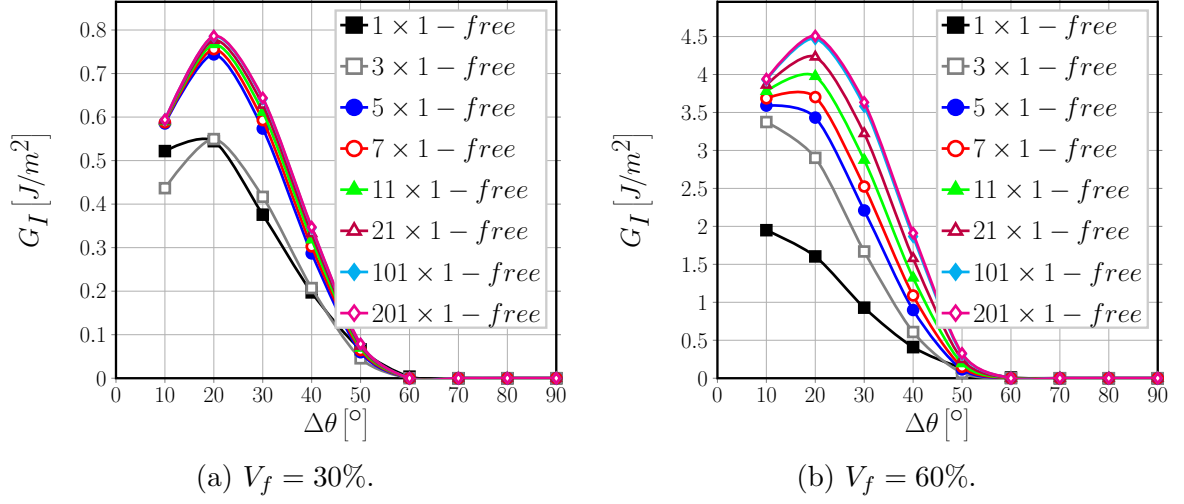 0.8
0.7
0.6
0.5
0.4
0.3
0.2
0.1
0
G_I [J/m²]
10 20 30 40 50 60 70 80 90
Δθ [°]
1 × 1 − free
3 × 1 − free
5 × 1 − free
7 × 1 − free
11 × 1 − free
21 × 1 − free
101 × 1 − free
201 × 1 − free
(a) V_f = 30%.
4.5
4
3.5
3
2.5
2
1.5
1
0.5
0
G_I [J/m²]
10 20 30 40 50 60 70 80 90
Δθ [°]
1 × 1 − free
3 × 1 − free
5 × 1 − free
7 × 1 − free
11 × 1 − free
21 × 1 − free
101 × 1 − free
201 × 1 − free
(b) V_f = 60%.